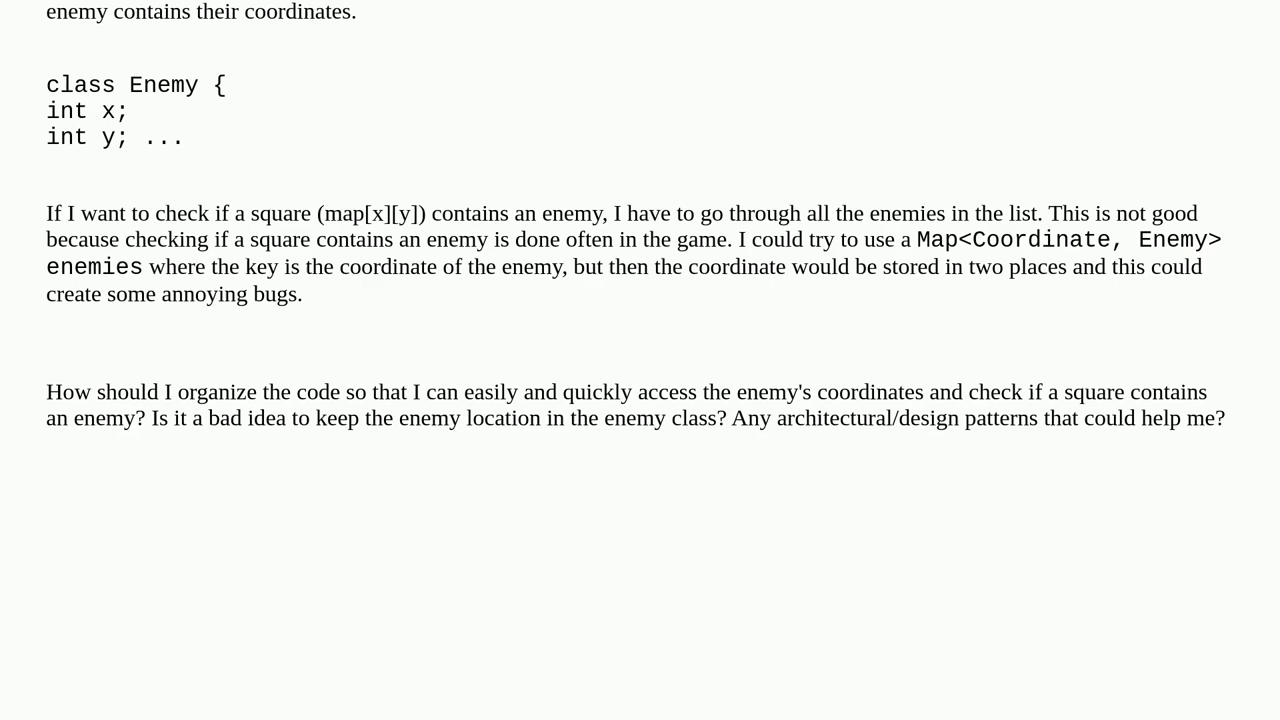 enemy contains their coordinates.
class Enemy {
int x;
int y; ...
If I want to check if a square (map[x][y]) contains an enemy, I have to go through all the enemies in the list. This is not good
because checking if a square contains an enemy is done often in the game. I could try to use a Map<Coordinate, Enemy>
enemies where the key is the coordinate of the enemy, but then the coordinate would be stored in two places and this could
create some annoying bugs.
How should I organize the code so that I can easily and quickly access the enemy's coordinates and check if a square contains
an enemy? Is it a bad idea to keep the enemy location in the enemy class? Any architectural/design patterns that could help me?